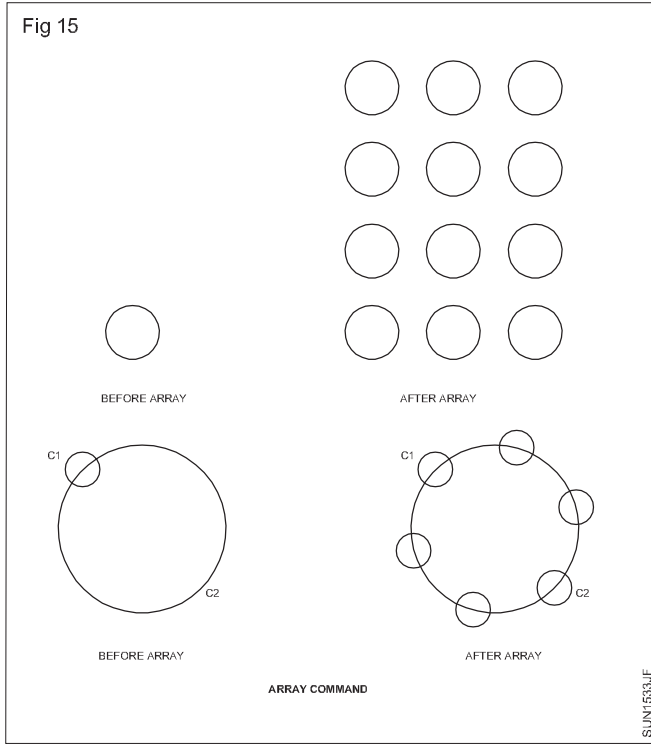 Fig 15
BEFORE ARRAY
AFTER ARRAY
C1
C2
BEFORE ARRAY
C1
C2
AFTER ARRAY
ARRAY COMMAND
SUN1533JF